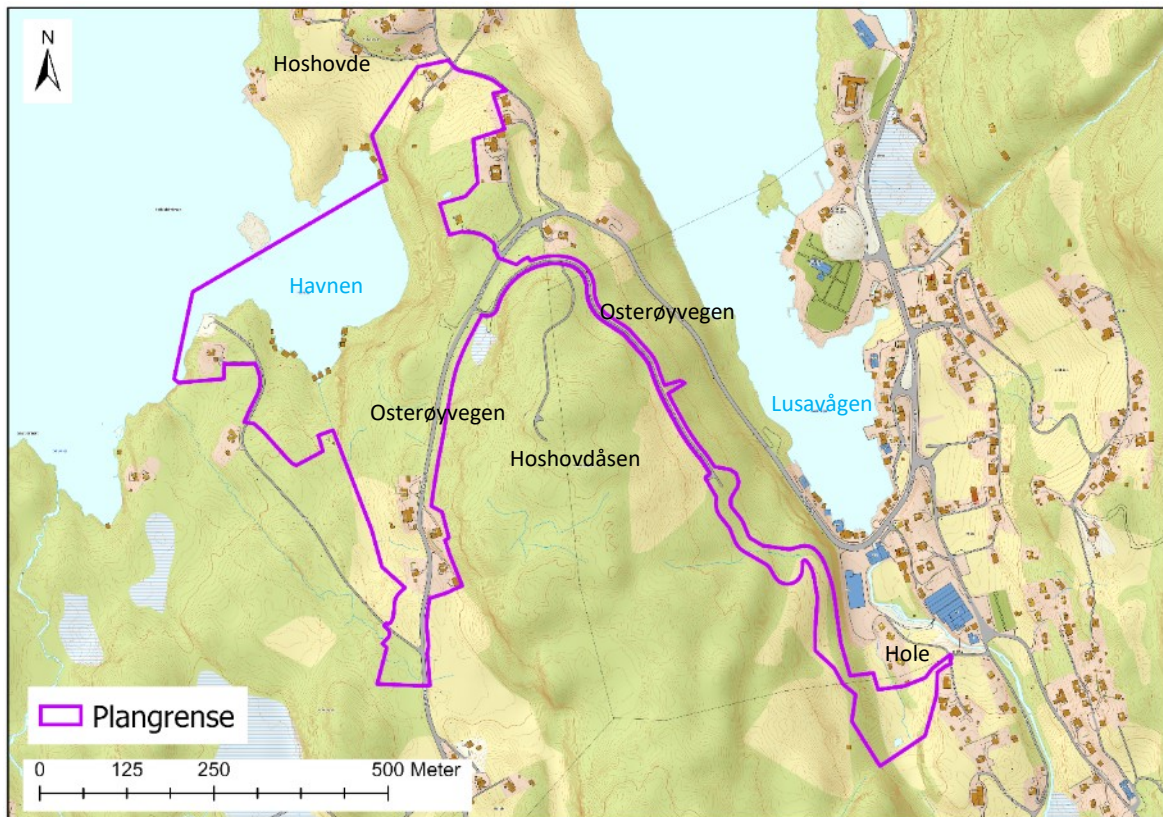 N
Hoshovde
Havnen
Osterøyvegen
Osterøyvegen
Lusavågen
Hoshovdåsen
Hole
Plangrense
0 125 250 500 Meter